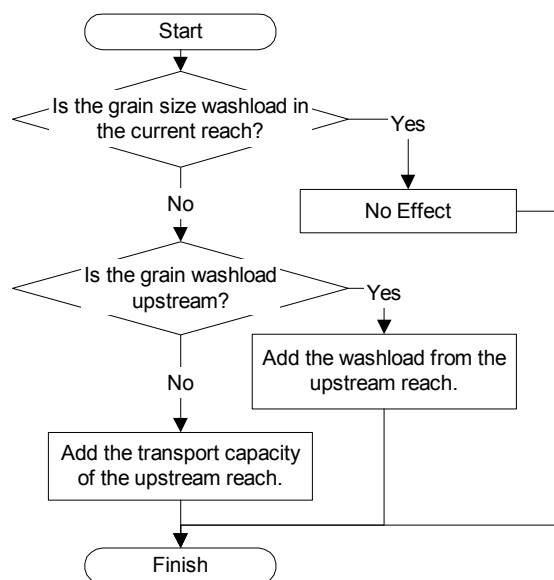 Start
Is the grain size washload in
the current reach?
Yes
No Effect
No
Is the grain washload
upstream?
Yes
Add the washload from the
upstream reach.
No
Add the transport capacity
of the upstream reach.
Finish